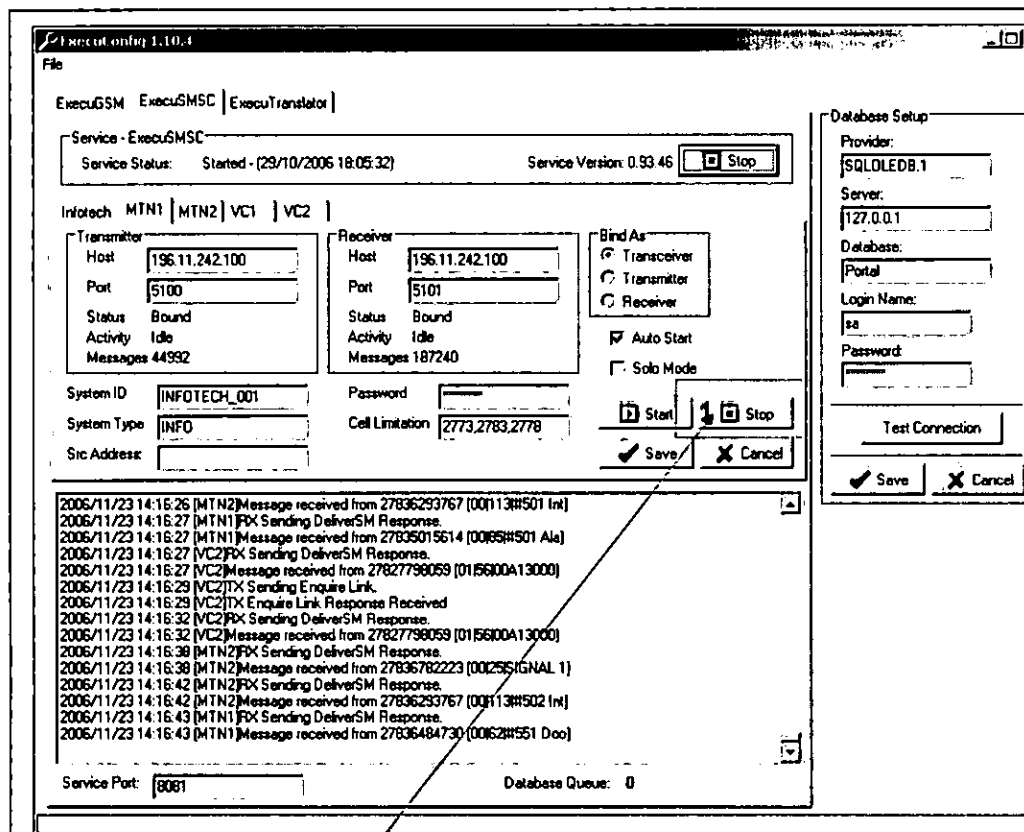 ExecuConfig 1.10.4
File
ExecuGSM ExecuSMSC ExecuTranslator
Service - ExecuSMSC
Service Status: Started - (29/10/2006 18:05:32) Service Version: 0.93.46 Stop
Infotech MTN1 MTN2 VC1 VC2
Transmitter
Host 196.11.242.100
Port 5100
Status Bound
Activity Idle
Messages 44992
Receiver
Host 196.11.242.100
Port 5101
Status Bound
Activity Idle
Messages 187240
Bind As
Transceiver
Transmitter
Receiver
Auto Start
Solo Mode
System ID INFOTECH_001
System Type INFO
Src Address:
Password
Cell Limitation 2773,2783,2778
Start 1 Stop
Save Cancel
Database Setup
Provider:
SQLOLEDB.1
Server:
127.0.0.1
Database:
Portal
Login Name:
sa
Password:
Test Connection
Save Cancel
2006/11/23 14:16:26 [MTN2]Message received from 27836293767 [00|113|#501 Int]
2006/11/23 14:16:27 [MTN1]RX Sending DeliverSM Response.
2006/11/23 14:16:27 [MTN1]Message received from 27835015614 [00|85|#501 Ala]
2006/11/23 14:16:27 [VC2]RX Sending DeliverSM Response.
2006/11/23 14:16:27 [VC2]Message received from 27827798059 [01|56|00A13000]
2006/11/23 14:16:29 [VC2]TX Sending Enquire Link.
2006/11/23 14:16:29 [VC2]TX Enquire Link Response Received
2006/11/23 14:16:32 [VC2]RX Sending DeliverSM Response.
2006/11/23 14:16:32 [VC2]Message received from 27827798059 [01|56|00A13000]
2006/11/23 14:16:38 [MTN2]RX Sending DeliverSM Response.
2006/11/23 14:16:38 [MTN2]Message received from 27836782223 [00|25|SIGNAL 1]
2006/11/23 14:16:42 [MTN2]RX Sending DeliverSM Response.
2006/11/23 14:16:42 [MTN2]Message received from 27836293767 [00|113|#502 Int]
2006/11/23 14:16:43 [MTN1]RX Sending DeliverSM Response.
2006/11/23 14:16:43 [MTN1]Message received from 27836484730 [00|62|#551 Doo]
Service Port: 8081
Database Queue: 0